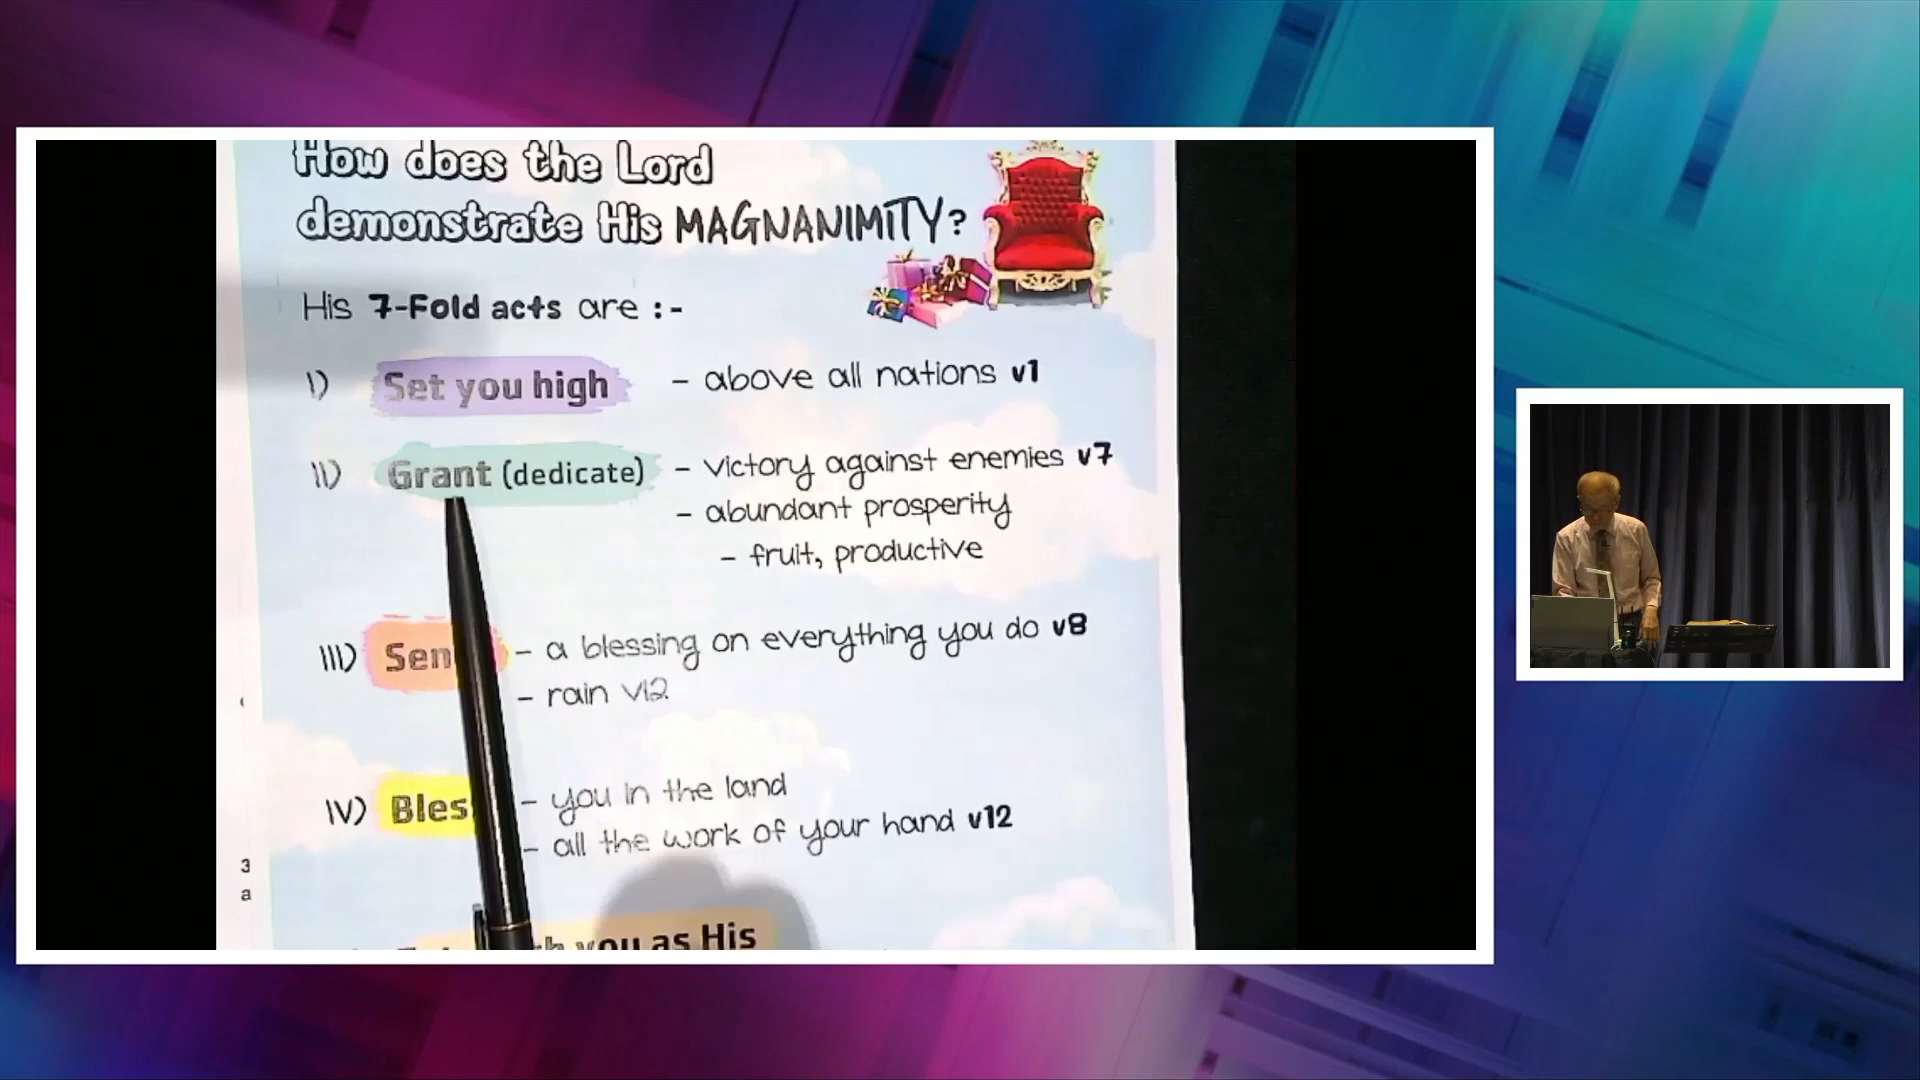 How does the Lord
demonstrate His MAGNANIMITY?
His 7-Fold acts are :-
I) Set you high - above all nations v1
II) Grant (dedicate) - victory against enemies v7
- abundant prosperity
- fruit, productive
III) - a blessing on everything you do v8
- rain v12
IV) - you in the land
- all the work of your hand v12
3
a
you as His